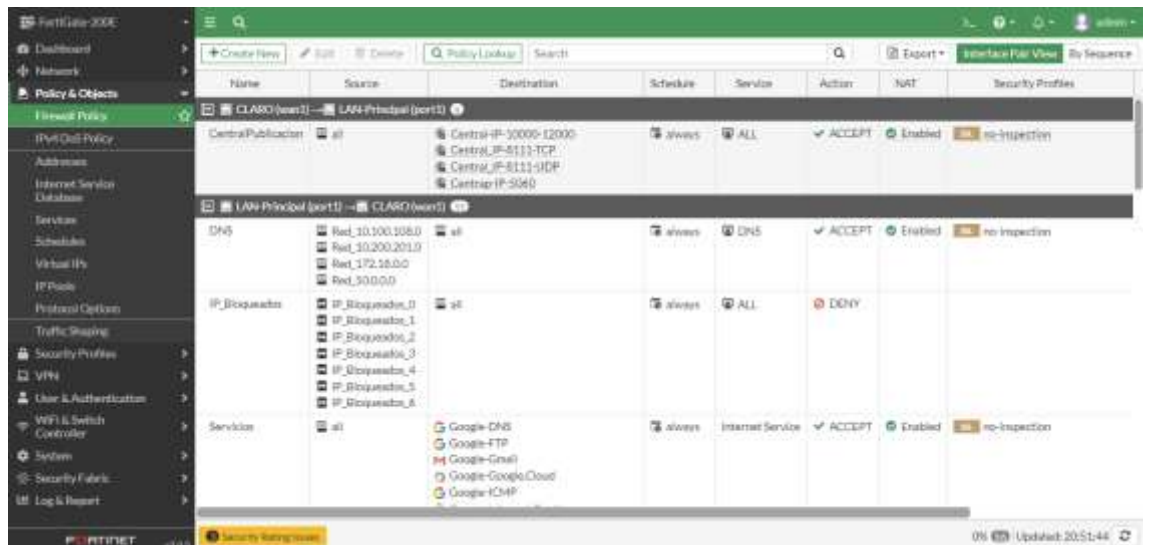 FortiGate-200E
admin
Dashboard
Network
Policy & Objects
Firewall Policy
IPv4 DoS Policy
Addresses
Internet Service
Database
Services
Schedules
Virtual IPs
IP Pools
Protocol Options
Traffic Shaping
Security Profiles
VPN
User & Authentication
WiFi & Switch
Controller
System
Security Fabric
Log & Report
FORTINET
+ Create New Edit Delete Policy Lookup Search Export Interface Pair View By Sequence
Name Source Destination Schedule Service Action NAT Security Profiles
CLARO (wan1) → LAN-Principal (port1)
CentralPublicacion all Central-IP-10000-12000 always ALL ACCEPT Enabled no-inspection
Central_IP-6111-TCP
Central_IP-6111-UDP
Centrap-IP-5060
LAN-Principal (port1) → CLARO (wan1)
DNS Red_10.100.108.0 all always DNS ACCEPT Enabled no-inspection
Red_10.200.201.0
Red_172.18.0.0
Red_50.0.0.0
IP_Bloqueados IP_Bloqueados_0 all always ALL DENY
IP_Bloqueados_1
IP_Bloqueados_2
IP_Bloqueados_3
IP_Bloqueados_4
IP_Bloqueados_5
IP_Bloqueados_6
Servicios all Google-DNS always Internet Service ACCEPT Enabled no-inspection
Google-FTP
Google-Gmail
Google-Google.Cloud
Google-ICMP
Security Rating Issues 0% Updated: 20:51:44